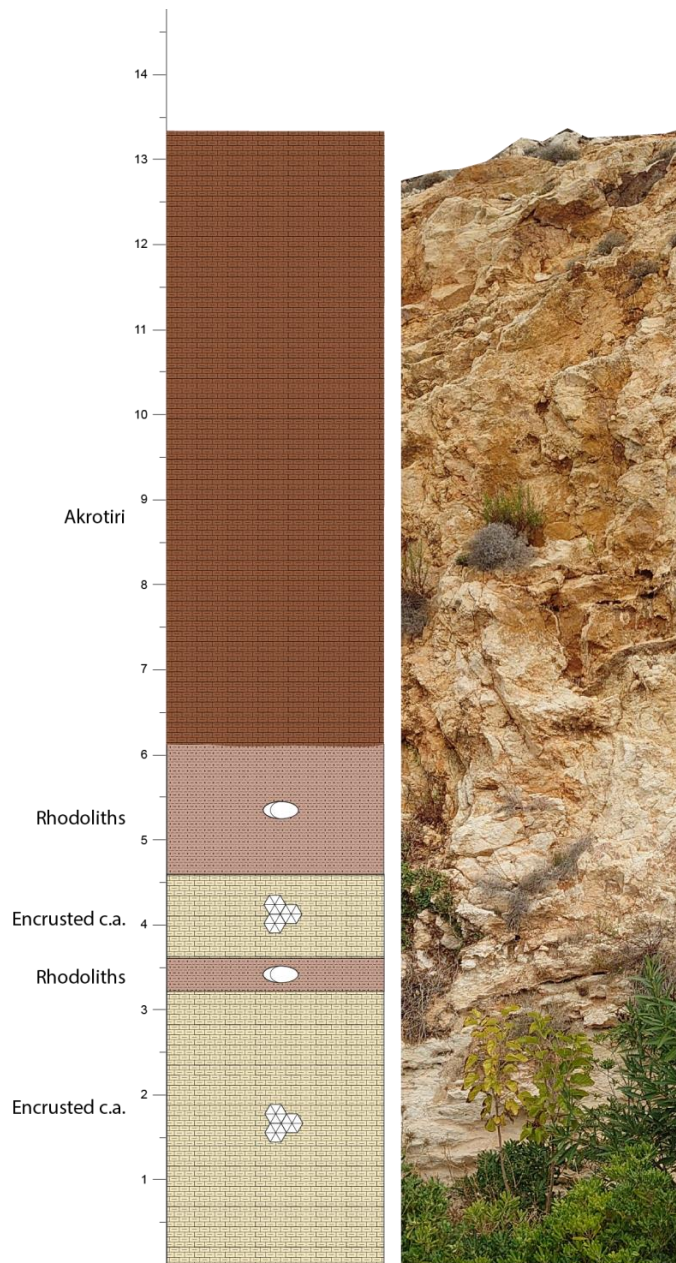 14
13
12
11
10
9
Akrotiri
8
7
6
Rhodoliths
5
Encrusted c.a.
4
Rhodoliths
3
2
Encrusted c.a.
1